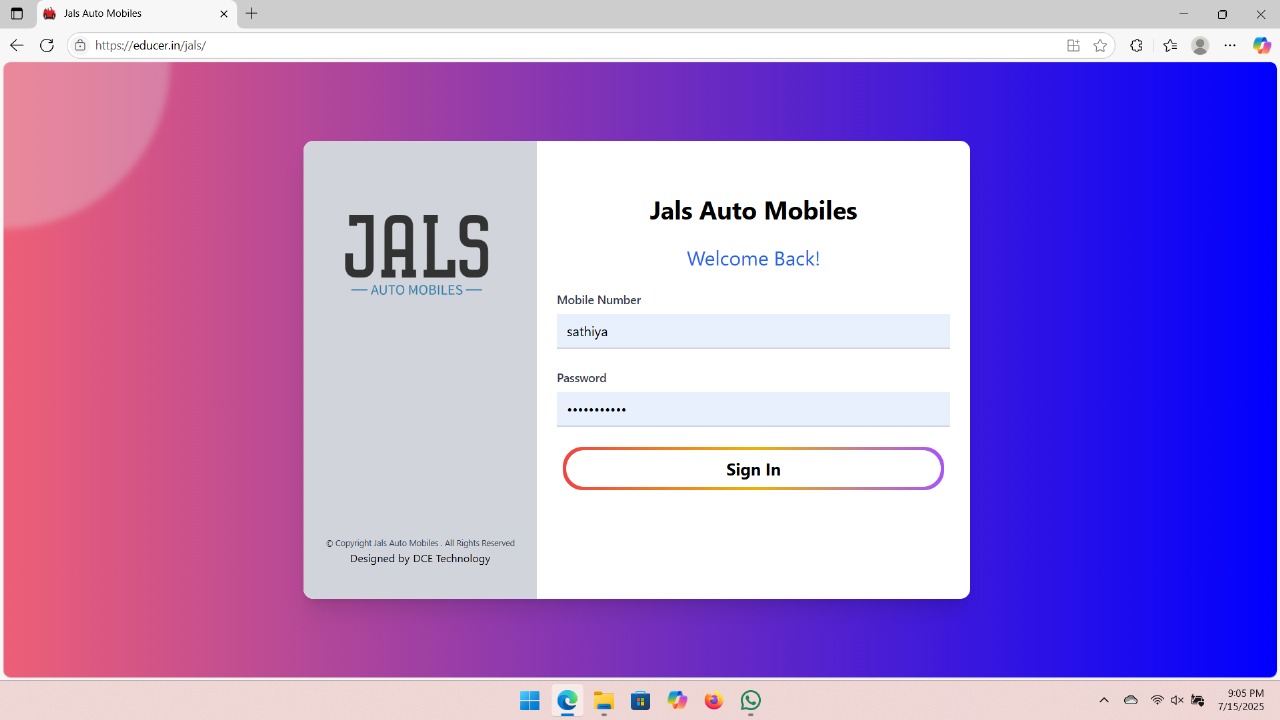 Jals Auto Mobiles
https://educer.in/jals/
JALS
AUTO MOBILES
© Copyright Jals Auto Mobiles . All Rights Reserved
Designed by DCE Technology
Jals Auto Mobiles
Welcome Back!
Mobile Number
sathiya
Password
•••••••••••
Sign In
9:05 PM
7/15/2025